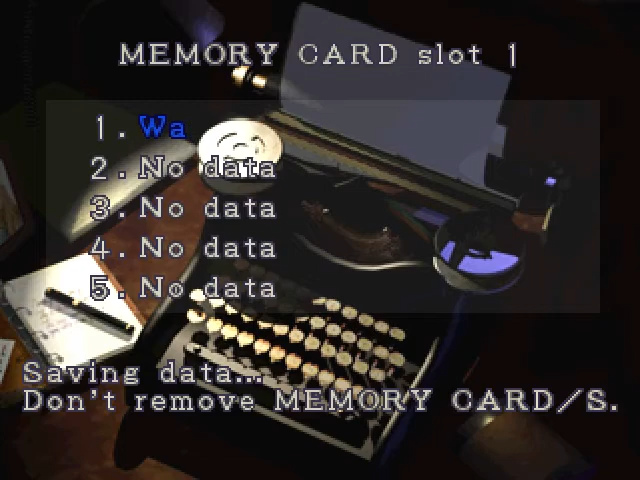 MEMORY CARD slot 1
1. Wa
2. No data
3. No data
4. No data
5. No data
Saving data...
Don't remove MEMORY CARD/S.